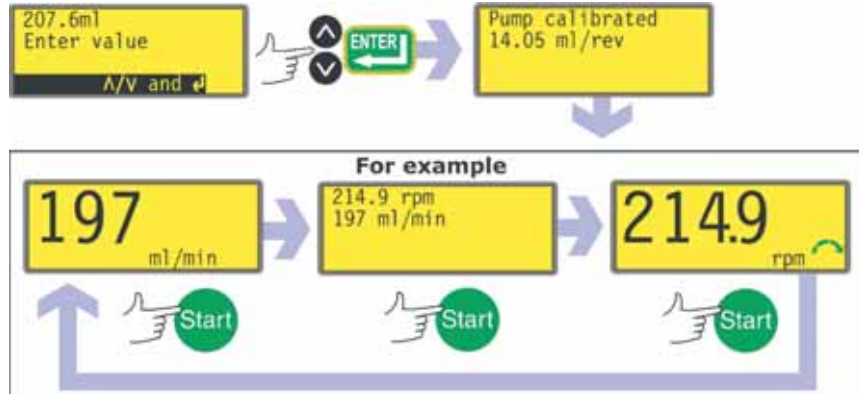 207.6ml
Enter value
∧/∨ and ↲
ENTER
Pump calibrated
14.05 ml/rev
For example
197
ml/min
214.9 rpm
197 ml/min
214.9
rpm
Start
Start
Start